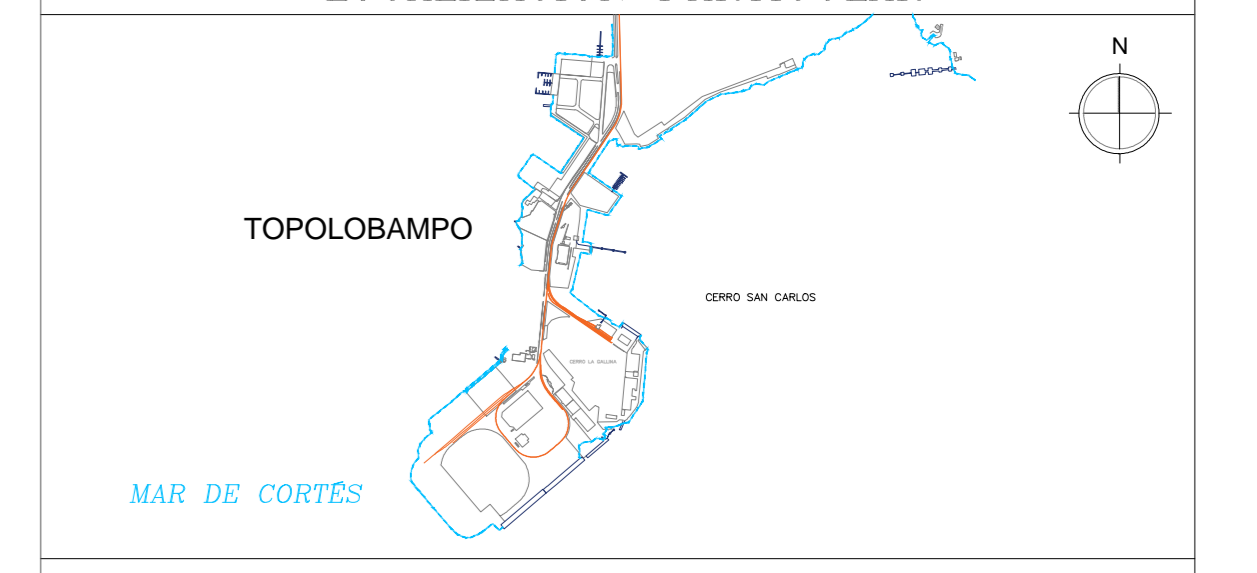 N
TOPOLOBAMPO
CERRO SAN CARLOS
CERRO LA GALLINA
MAR DE CORTÉS